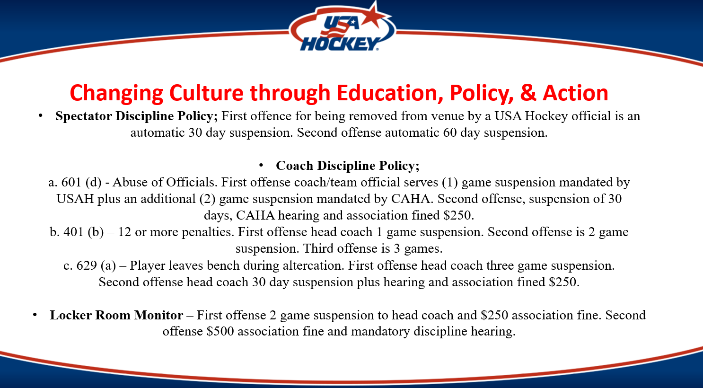 USA
HOCKEY
Changing Culture through Education, Policy, & Action
• Spectator Discipline Policy; First offence for being removed from venue by a USA Hockey official is an
automatic 30 day suspension. Second offense automatic 60 day suspension.
• Coach Discipline Policy;
a. 601 (d) - Abuse of Officials. First offense coach/team official serves (1) game suspension mandated by
USAH plus an additional (2) game suspension mandated by CAHA. Second offense, suspension of 30
days, CAHA hearing and association fined $250.
b. 401 (b) – 12 or more penalties. First offense head coach 1 game suspension. Second offense is 2 game
suspension. Third offense is 3 games.
c. 629 (a) – Player leaves bench during altercation. First offense head coach three game suspension.
Second offense head coach 30 day suspension plus hearing and association fined $250.
• Locker Room Monitor – First offense 2 game suspension to head coach and $250 association fine. Second
offense $500 association fine and mandatory discipline hearing.